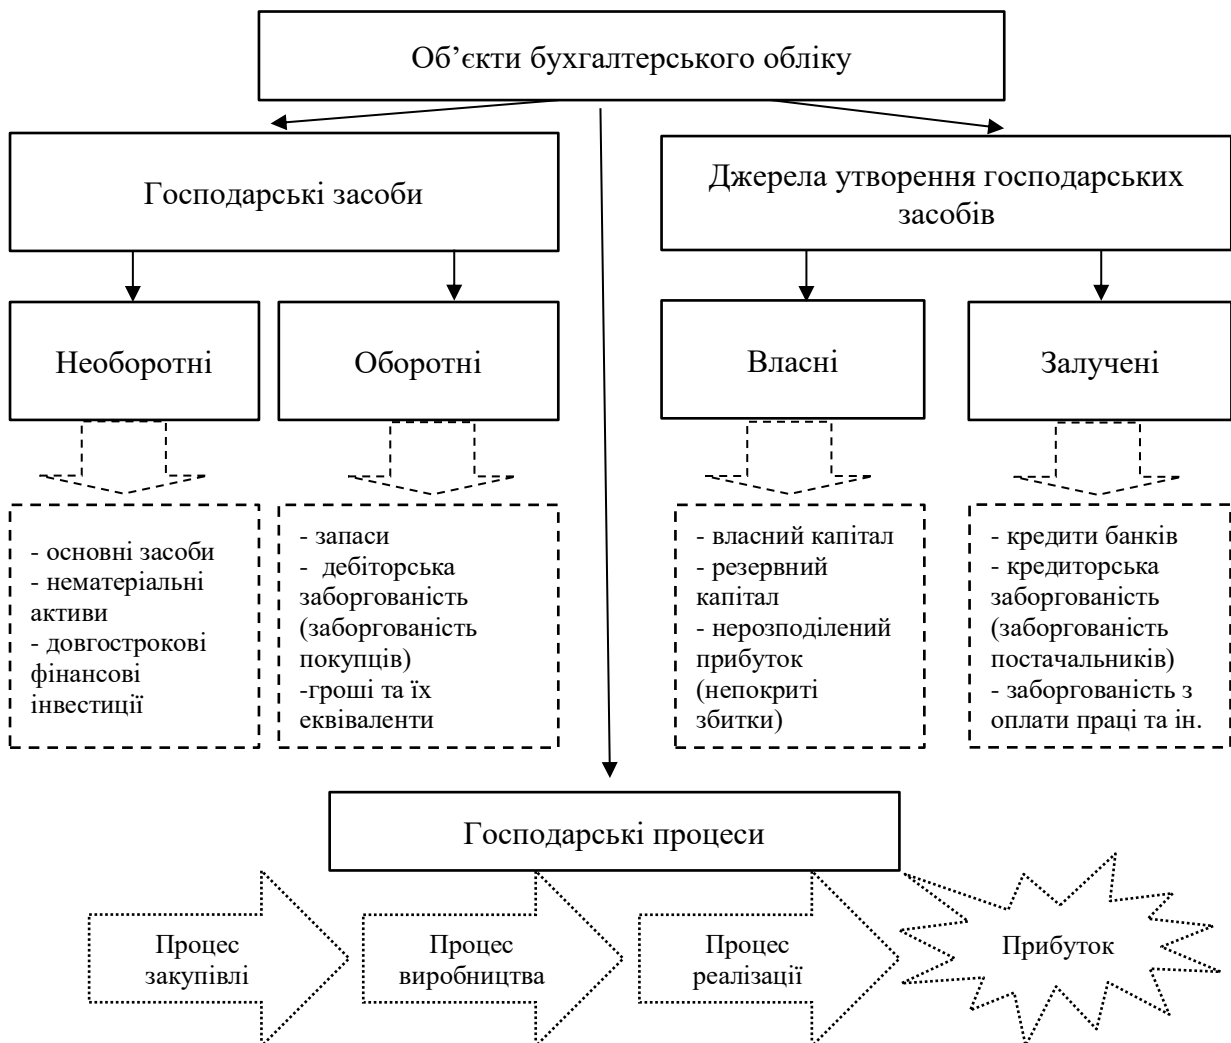 Об’єкти бухгалтерського обліку
Господарські засоби
Джерела утворення господарських
засобів
Необоротні
Оборотні
Власні
Залучені
- основні засоби
- нематеріальні
активи
- довгострокові
фінансові
інвестиції
- запаси
- дебіторська
заборгованість
(заборгованість
покупців)
-гроші та їх
еквіваленти
- власний капітал
- резервний
капітал
- нерозподілений
прибуток
(непокриті
збитки)
- кредити банків
- кредиторська
заборгованість
(заборгованість
постачальників)
- заборгованість з
оплати праці та ін.
Господарські процеси
Процес
закупівлі
Процес
виробництва
Процес
реалізації
Прибуток